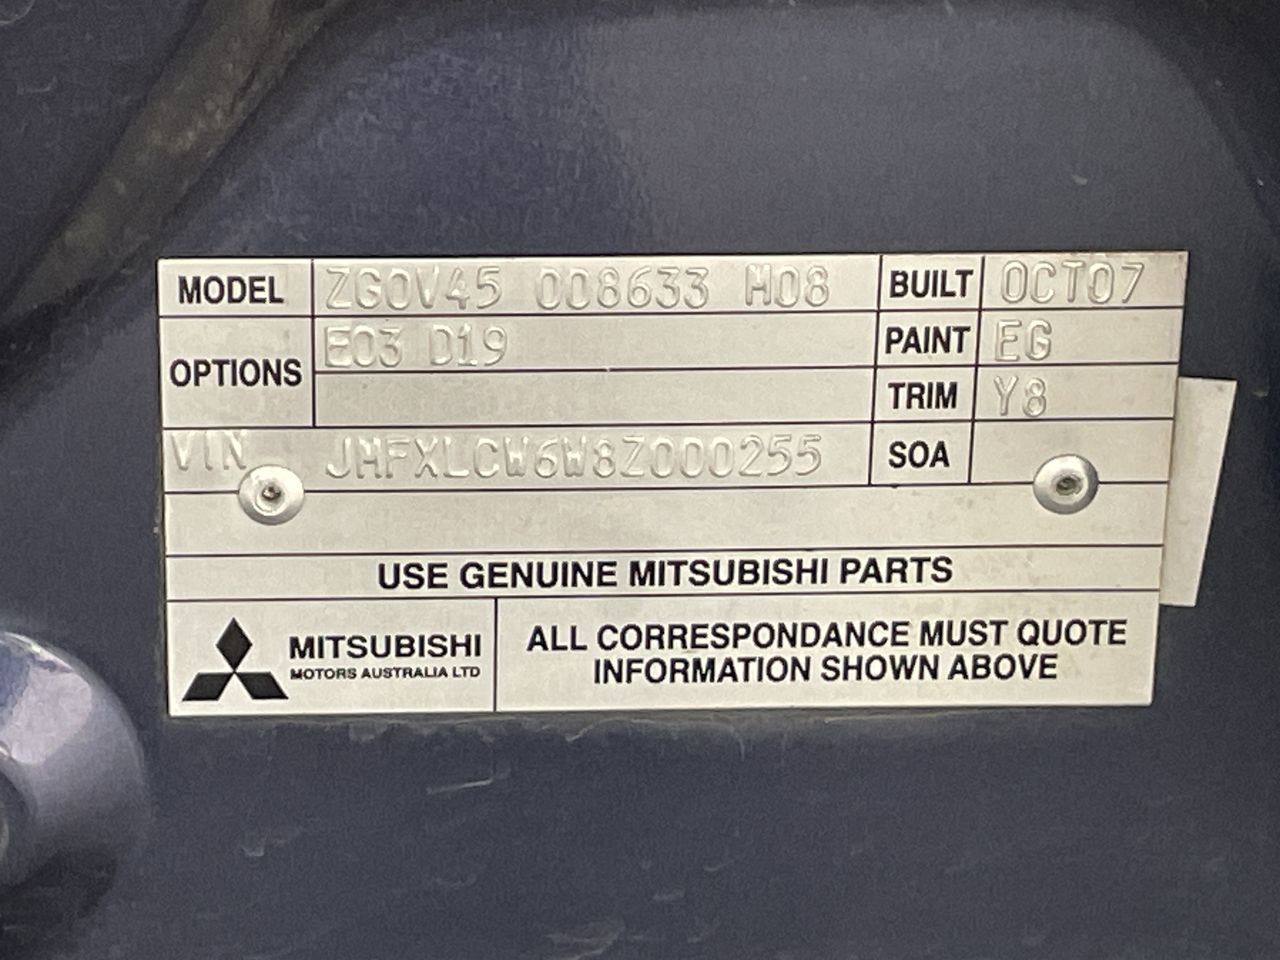 MODEL ZG0V45 008633 M08 BUILT OCT07
OPTIONS E03 D19 PAINT EG
TRIM Y8
VIN JMFXLCW6W8Z000255 SOA
USE GENUINE MITSUBISHI PARTS
MITSUBISHI
MOTORS AUSTRALIA LTD
ALL CORRESPONDANCE MUST QUOTE
INFORMATION SHOWN ABOVE